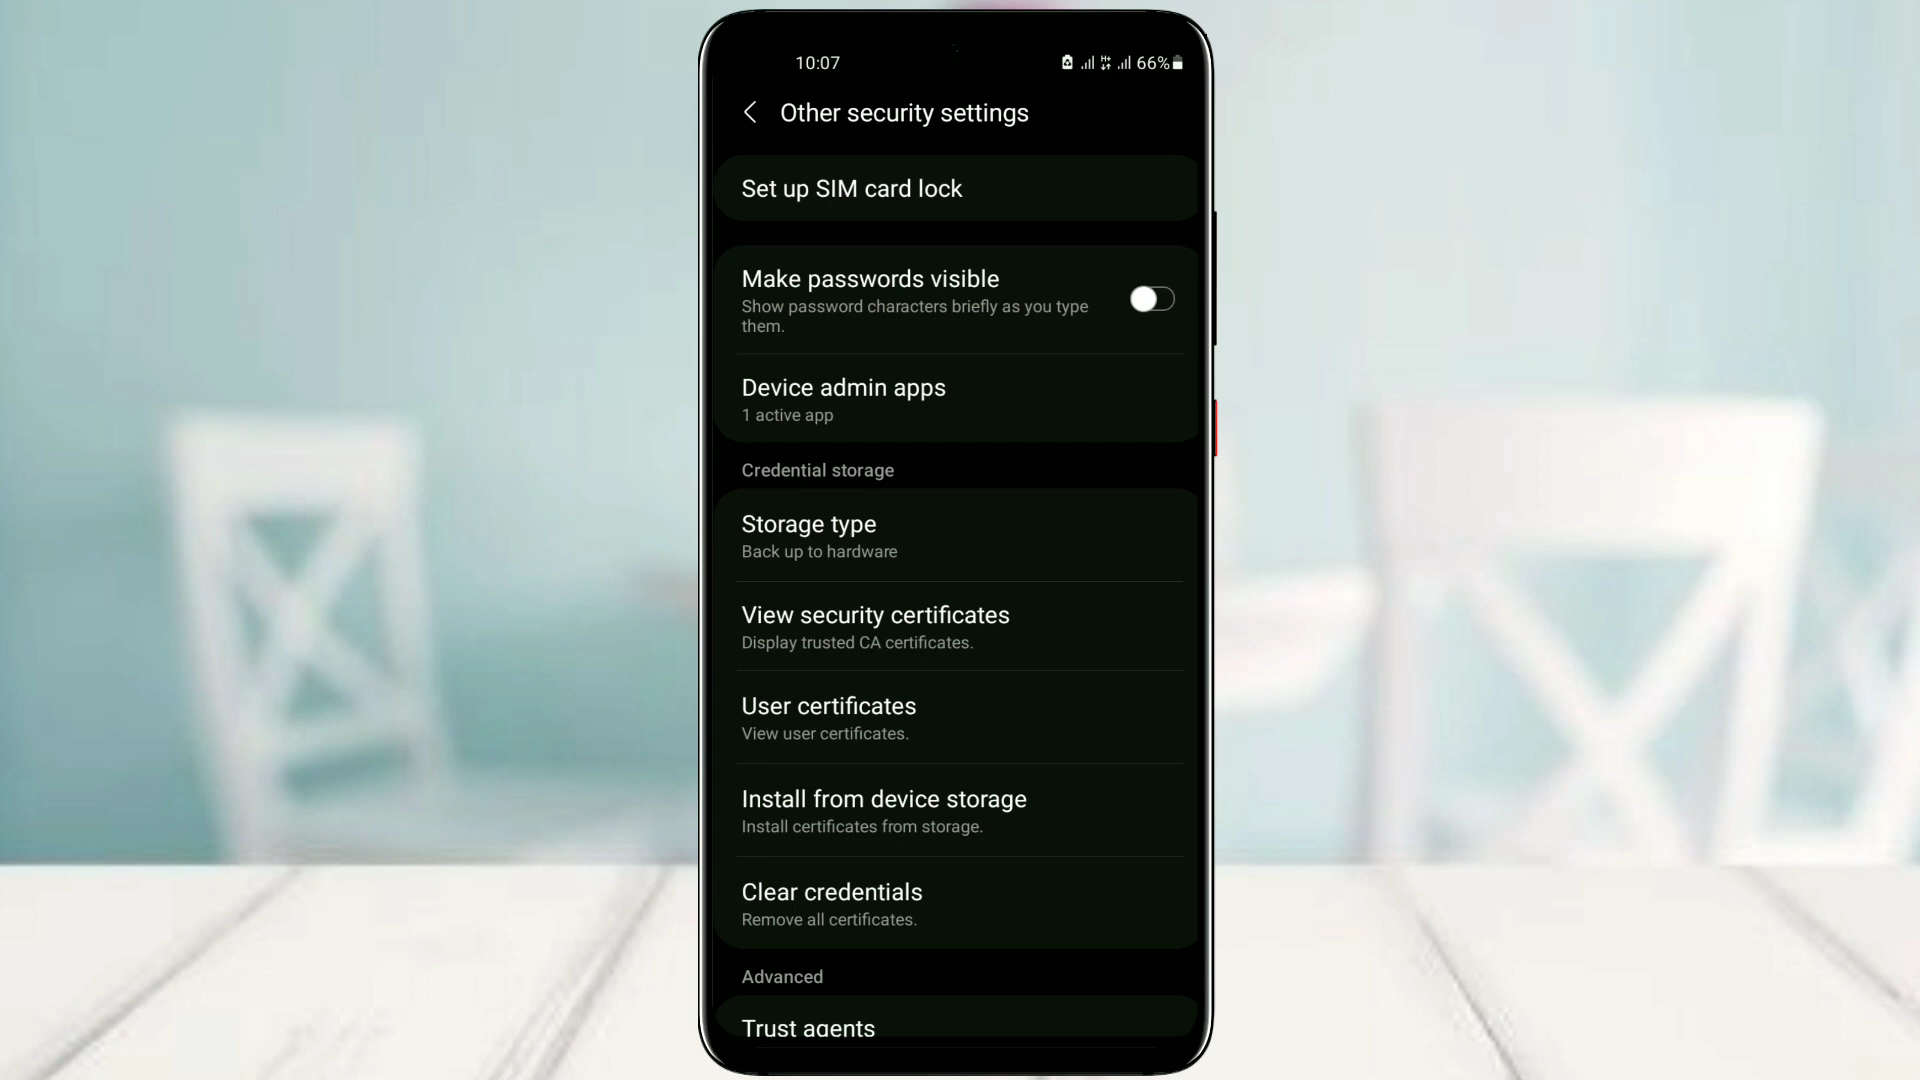 10:07 66%
Other security settings
Set up SIM card lock
Make passwords visible
Show password characters briefly as you type
them.
Device admin apps
1 active app
Credential storage
Storage type
Back up to hardware
View security certificates
Display trusted CA certificates.
User certificates
View user certificates.
Install from device storage
Install certificates from storage.
Clear credentials
Remove all certificates.
Advanced
Trust agents